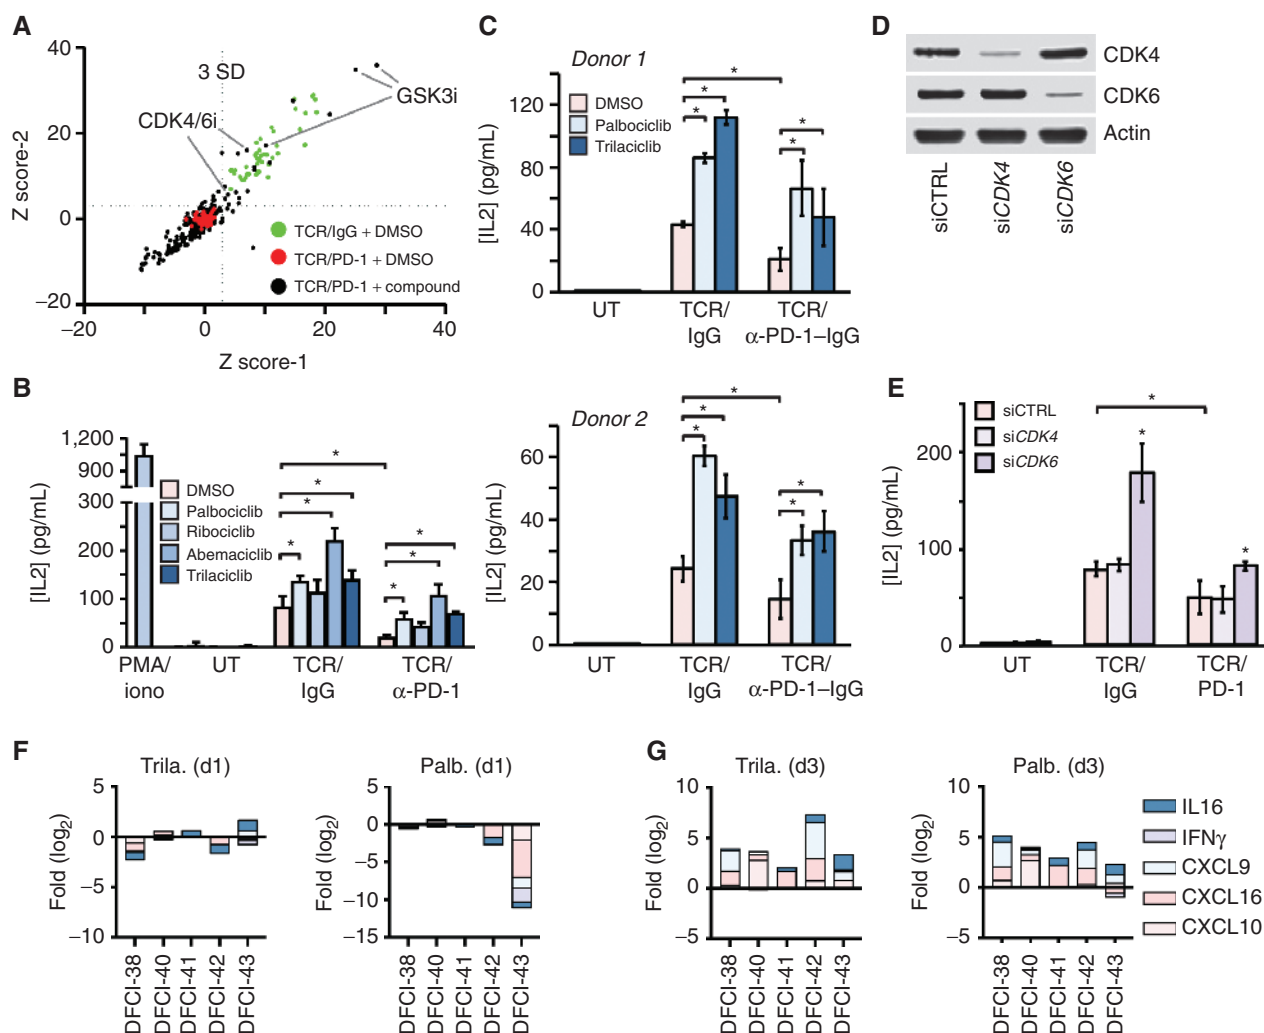 A
Z score-2
40
20
0
−20
−20
0
20
40
Z score-1
3 SD
CDK4/6i
GSK3i
TCR/IgG + DMSO
TCR/PD-1 + DMSO
TCR/PD-1 + compound
B
[IL2] (pg/mL)
1,200
900
300
200
100
0
DMSO
Palbociclib
Ribociclib
Abemaciclib
Trilaciclib
* * * * * * *
PMA/ UT TCR/ TCR/
iono IgG α-PD-1
C
Donor 1
[IL2] (pg/mL)
120
80
40
0
DMSO
Palbociclib
Trilaciclib
* * * * *
UT TCR/ TCR/
IgG α-PD-1–IgG
Donor 2
[IL2] (pg/mL)
60
40
20
0
* * * * *
UT TCR/ TCR/
IgG α-PD-1–IgG
D
CDK4
CDK6
Actin
siCTRL
siCDK4
siCDK6
E
[IL2] (pg/mL)
200
100
0
siCTRL
siCDK4
siCDK6
* * *
UT TCR/ TCR/
IgG PD-1
F
Trila. (d1)
Fold (log2)
5
0
−5
−10
DFCI-38
DFCI-40
DFCI-41
DFCI-42
DFCI-43
Palb. (d1)
Fold (log2)
5
0
−5
−10
−15
DFCI-38
DFCI-40
DFCI-41
DFCI-42
DFCI-43
G
Trila. (d3)
Fold (log2)
10
5
0
−5
DFCI-38
DFCI-40
DFCI-41
DFCI-42
DFCI-43
Palb. (d3)
Fold (log2)
10
5
0
−5
DFCI-38
DFCI-40
DFCI-41
DFCI-42
DFCI-43
IL16
IFNγ
CXCL9
CXCL16
CXCL10